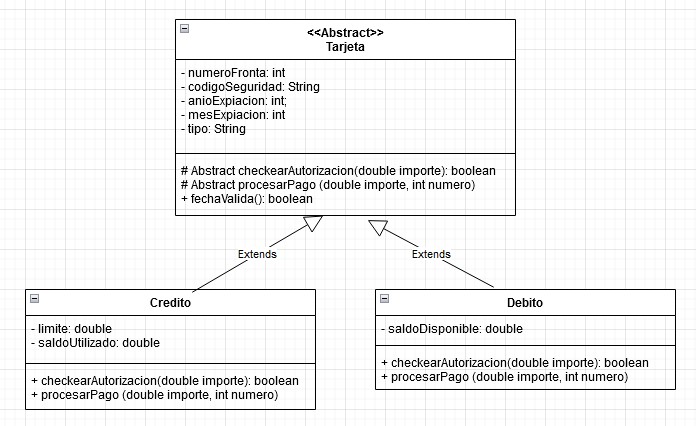 <<Abstract>>
Tarjeta
- numeroFronta: int
- codigoSeguridad: String
- anioExpiacion: int;
- mesExpiacion: int
- tipo: String
# Abstract checkearAutorizacion(double importe): boolean
# Abstract procesarPago (double importe, int numero)
+ fechaValida(): boolean
Extends
Extends
Credito
- limite: double
- saldoUtilizado: double
+ checkearAutorizacion(double importe): boolean
+ procesarPago (double importe, int numero)
Debito
- saldoDisponible: double
+ checkearAutorizacion(double importe): boolean
+ procesarPago (double importe, int numero)